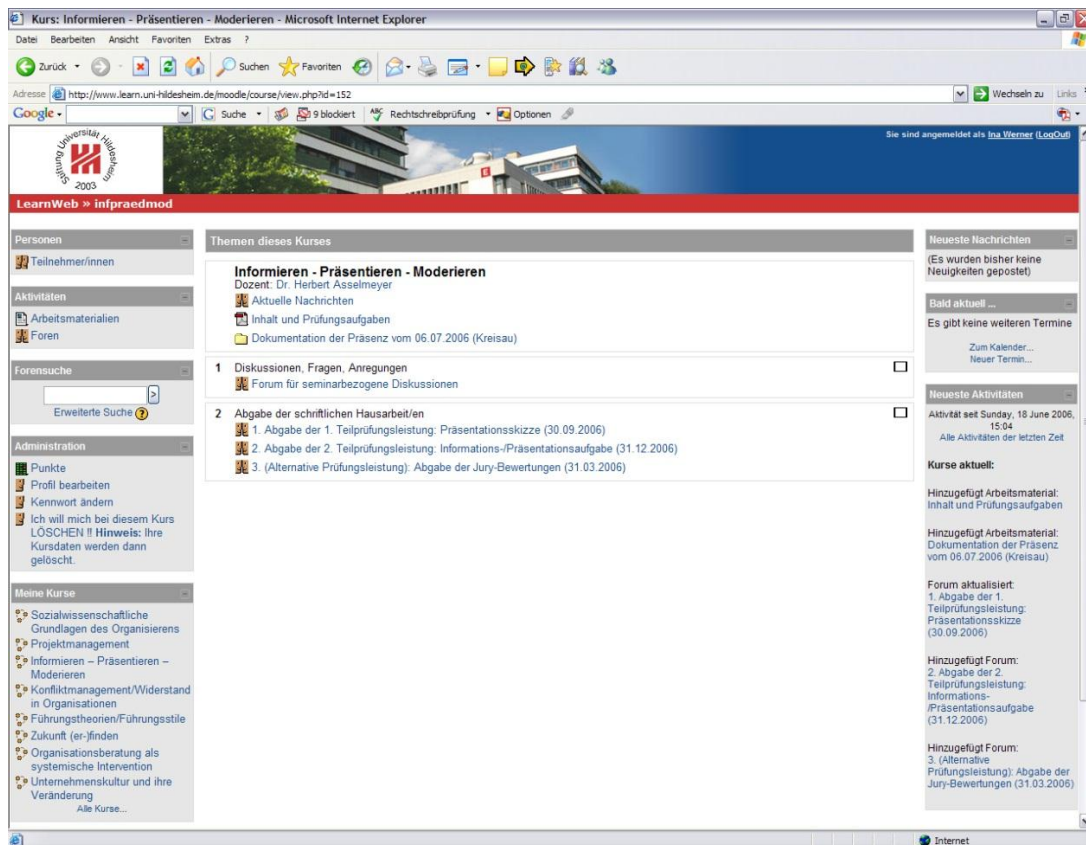 Kurs: Informieren - Präsentieren - Moderieren - Microsoft Internet Explorer
Datei Bearbeiten Ansicht Favoriten Extras ?
Zurück Suchen Favoriten
Adresse http://www.learn.uni-hildesheim.de/moodle/course/view.php?id=152 Wechseln zu Links
Google Suche 9 blockiert ABC Rechtschreibprüfung Optionen
Stiftung Universität Hildesheim
2003
Sie sind angemeldet als Ina Werner (LogOut)
LearnWeb » infpraedmod
Personen
Teilnehmer/innen
Aktivitäten
Arbeitsmaterialien
Foren
Forensuche
>
Erweiterte Suche ?
Administration
Punkte
Profil bearbeiten
Kennwort ändern
Ich will mich bei diesem Kurs
LÖSCHEN !! Hinweis: Ihre
Kursdaten werden dann
gelöscht.
Meine Kurse
Sozialwissenschaftliche
Grundlagen des Organisierens
Projektmanagement
Informieren – Präsentieren –
Moderieren
Konfliktmanagement/Widerstand
in Organisationen
Führungstheorien/Führungsstile
Zukunft (er-)finden
Organisationsberatung als
systemische Intervention
Unternehmenskultur und ihre
Veränderung
Alle Kurse...
Themen dieses Kurses
Informieren - Präsentieren - Moderieren
Dozent: Dr. Herbert Asselmeyer
Aktuelle Nachrichten
Inhalt und Prüfungsaufgaben
Dokumentation der Präsenz vom 06.07.2006 (Kreisau)
1 Diskussionen, Fragen, Anregungen
Forum für seminarbezogene Diskussionen
2 Abgabe der schriftlichen Hausarbeit/en
1. Abgabe der 1. Teilprüfungsleistung: Präsentationsskizze (30.09.2006)
2. Abgabe der 2. Teilprüfungsleistung: Informations-/Präsentationsaufgabe (31.12.2006)
3. (Alternative Prüfungsleistung): Abgabe der Jury-Bewertungen (31.03.2006)
Neueste Nachrichten
(Es wurden bisher keine
Neuigkeiten gepostet)
Bald aktuell ...
Es gibt keine weiteren Termine
Zum Kalender...
Neuer Termin...
Neueste Aktivitäten
Aktivität seit Sunday, 18 June 2006,
15:04
Alle Aktivitäten der letzten Zeit
Kurse aktuell:
Hinzugefügt Arbeitsmaterial:
Inhalt und Prüfungsaufgaben
Hinzugefügt Arbeitsmaterial:
Dokumentation der Präsenz
vom 06.07.2006 (Kreisau)
Forum aktualisiert:
1. Abgabe der 1.
Teilprüfungsleistung:
Präsentationsskizze
(30.09.2006)
Hinzugefügt Forum:
2. Abgabe der 2.
Teilprüfungsleistung:
Informations-
/Präsentationsaufgabe
(31.12.2006)
Hinzugefügt Forum:
3. (Alternative
Prüfungsleistung): Abgabe der
Jury-Bewertungen (31.03.2006)
Internet